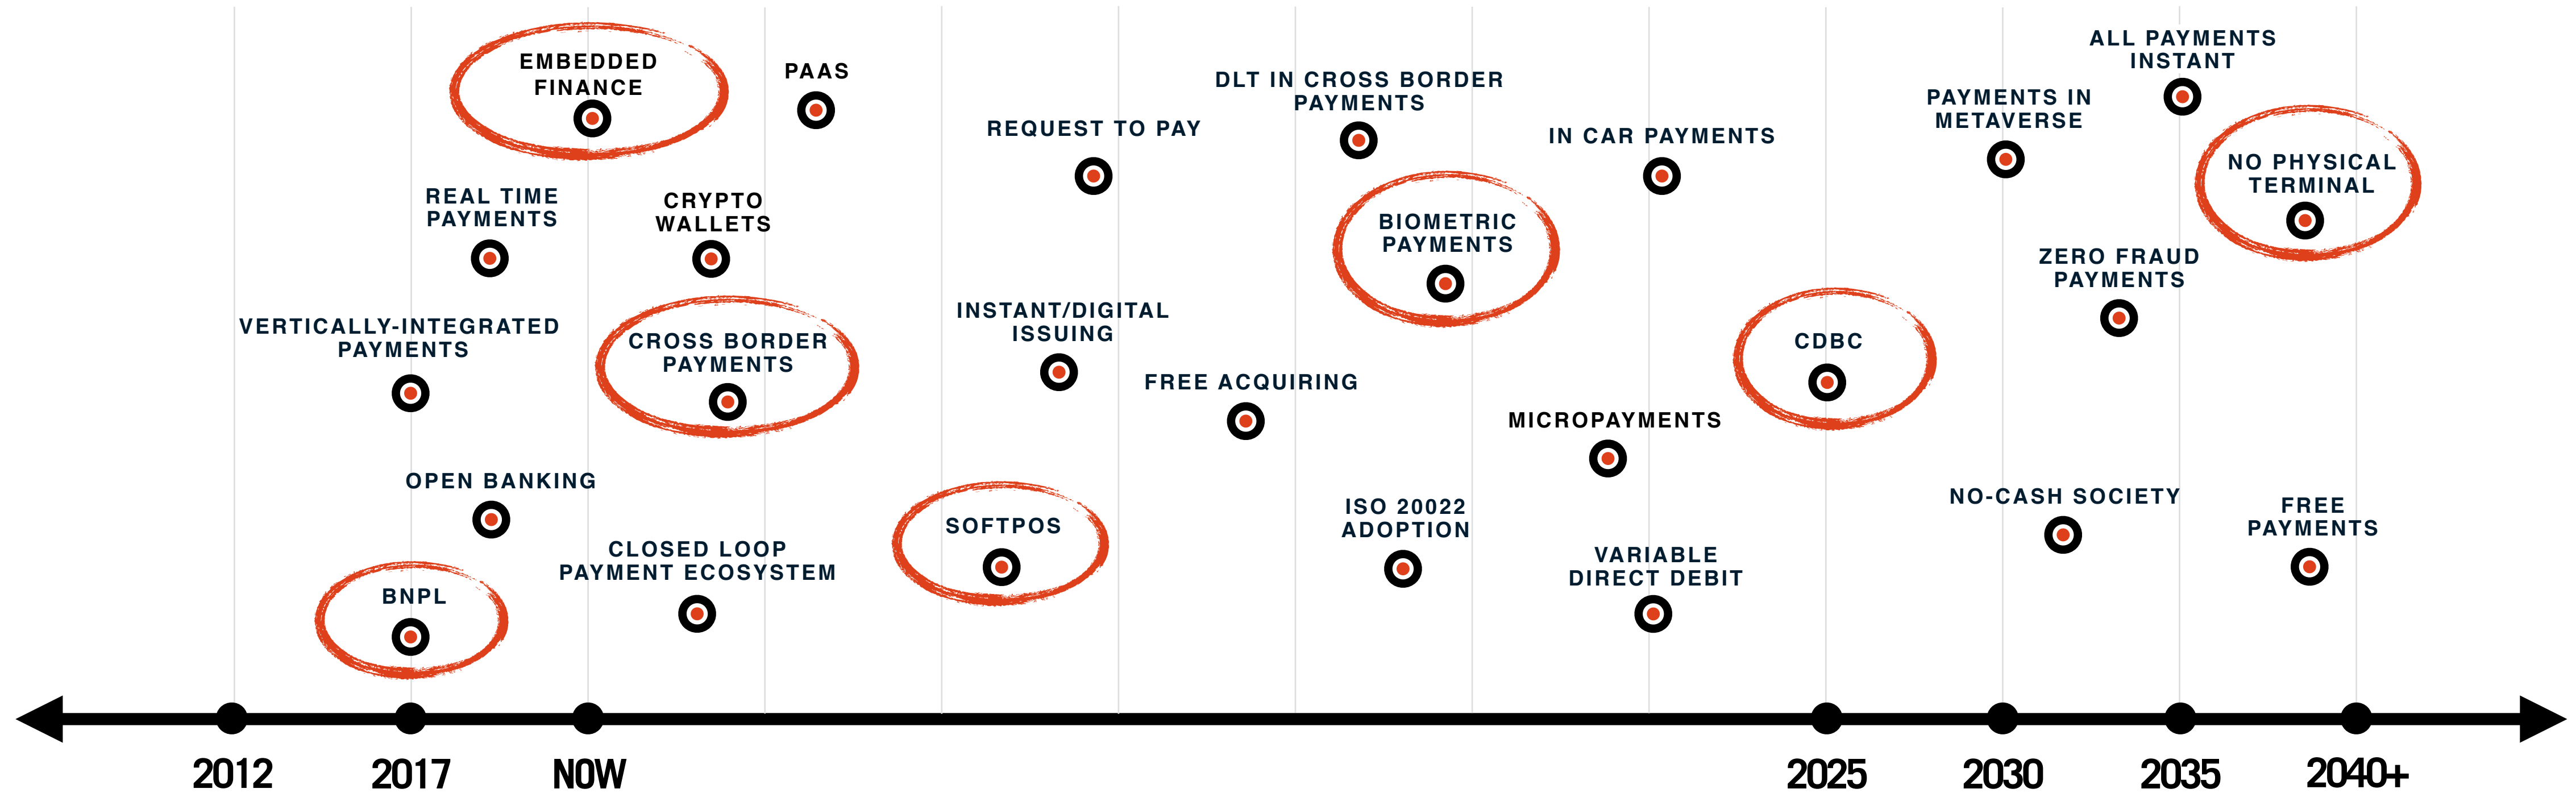 EMBEDDED
FINANCE
PAAS
REQUEST TO PAY
DLT IN CROSS BORDER
PAYMENTS
IN CAR PAYMENTS
PAYMENTS IN
METAVERSE
ALL PAYMENTS
INSTANT
NO PHYSICAL
TERMINAL
REAL TIME
PAYMENTS
CRYPTO
WALLETS
BIOMETRIC
PAYMENTS
ZERO FRAUD
PAYMENTS
VERTICALLY-INTEGRATED
PAYMENTS
CROSS BORDER
PAYMENTS
INSTANT/DIGITAL
ISSUING
FREE ACQUIRING
CDBC
MICROPAYMENTS
OPEN BANKING
SOFTPOS
ISO 20022
ADOPTION
NO-CASH SOCIETY
FREE
PAYMENTS
CLOSED LOOP
PAYMENT ECOSYSTEM
VARIABLE
DIRECT DEBIT
BNPL
2012
2017
NOW
2025
2030
2035
2040+